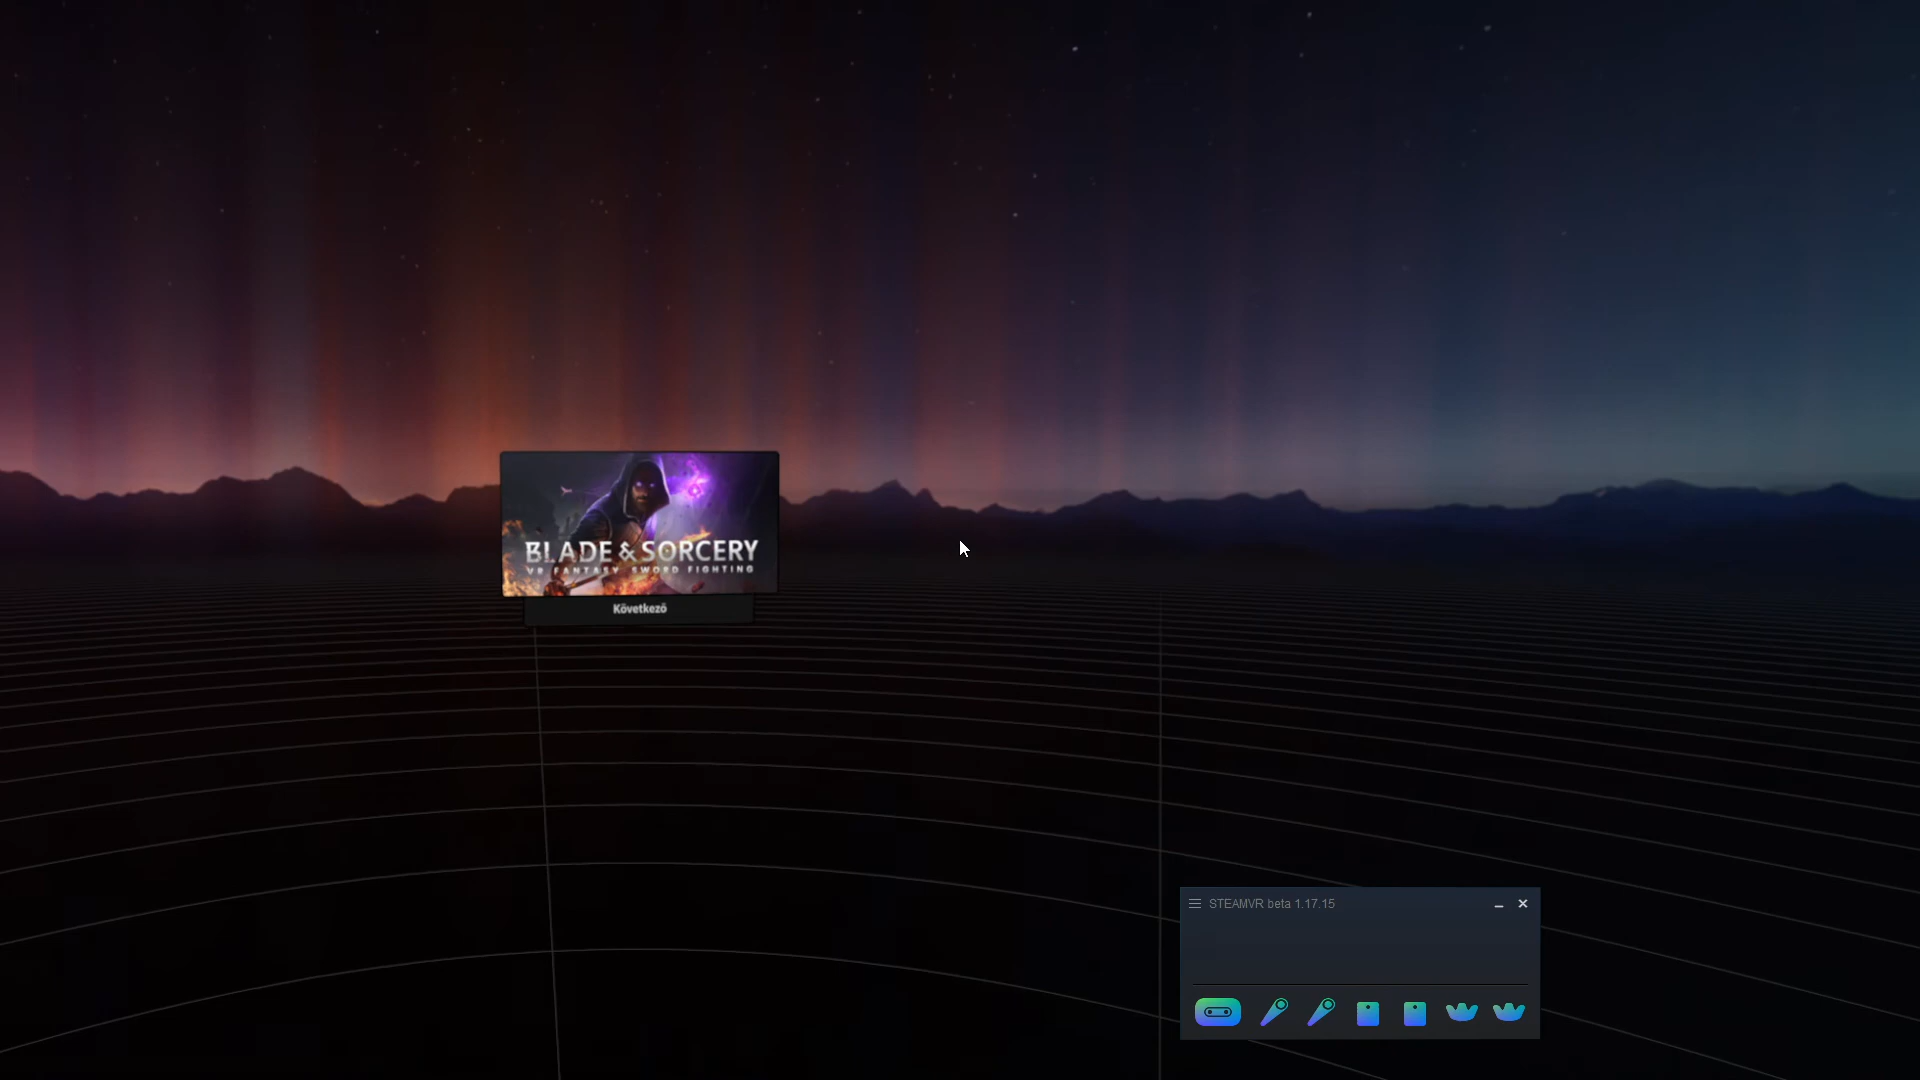 BLADE & SORCERY
VR FANTASY SWORD FIGHTING
Következő
STEAMVR beta 1.17.15